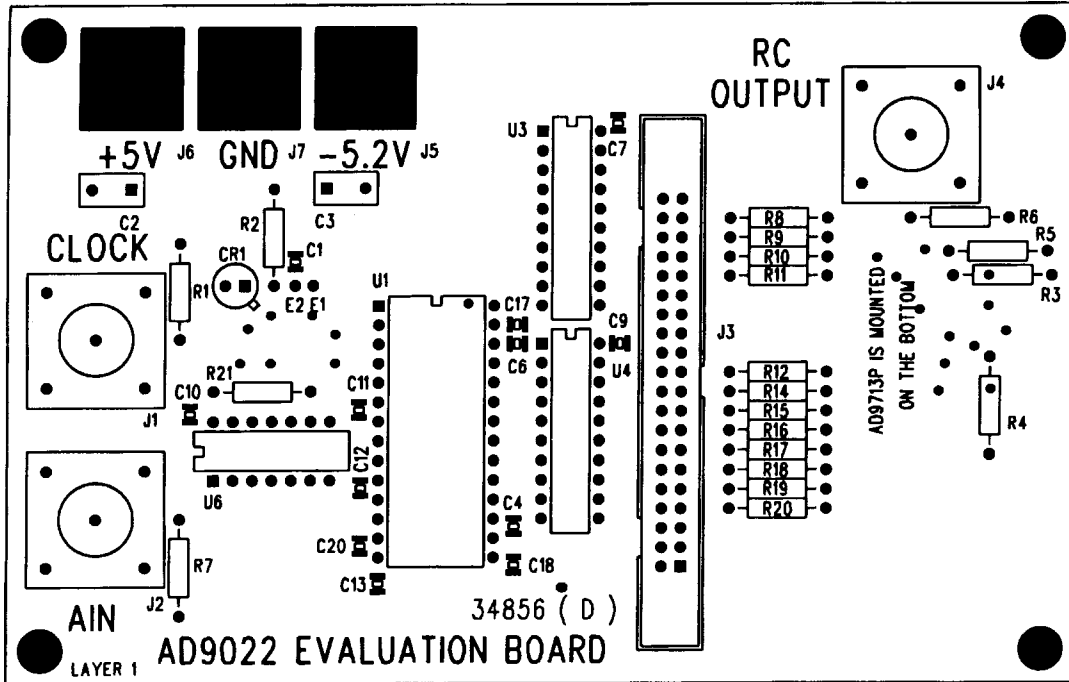 RC
OUTPUT
J4
+5V J6 GND J7 -5.2V J5
U3
C7
C2
C3
R2
C1
CLOCK
CR1
R1
E2 E1
U1
C17
C6
C9
U4
J3
R8
R9
R10
R11
R6
R5
R3
AD9713P IS MOUNTED
ON THE BOTTOM
R21
C10
C11
J1
C12
U6
R12
R14
R15
R16
R17
R18
R19
R20
R4
C4
C20
C13
C18
R7
J2
AIN
34856 ( D )
LAYER 1
AD9022 EVALUATION BOARD